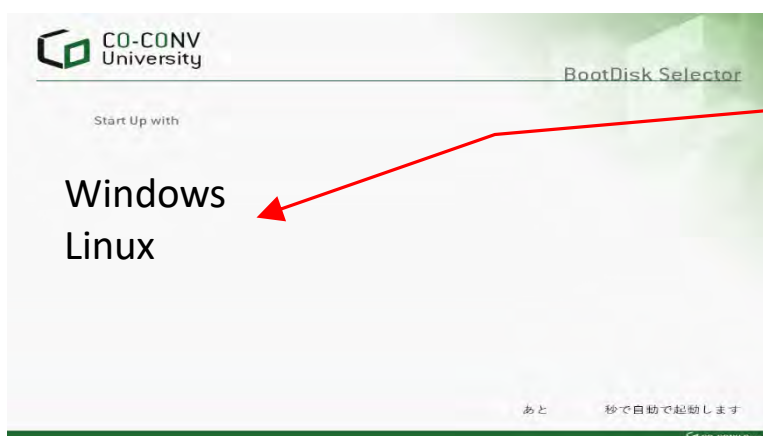 CO-CONV
University
BootDisk Selector
Start Up with
Windows
Linux
あと 秒で自動で起動します